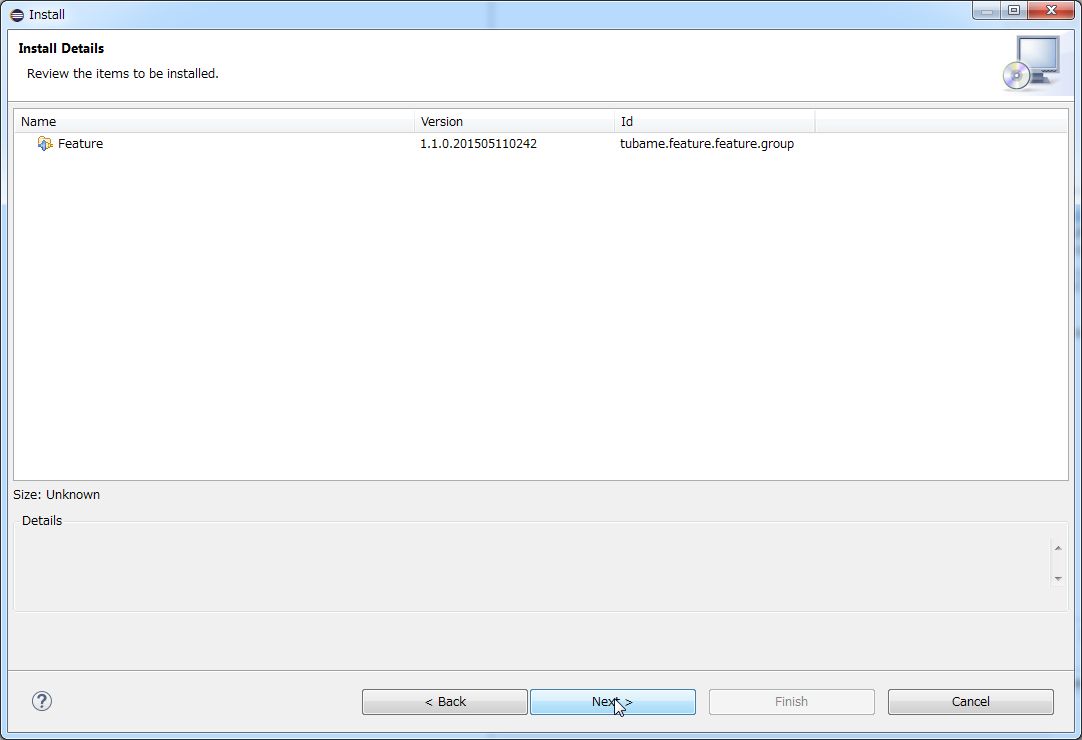 Install
Install Details
Review the items to be installed.
Name Version Id
Feature 1.1.0.201505110242 tubame.feature.feature.group
Size: Unknown
Details
? < Back Next > Finish Cancel